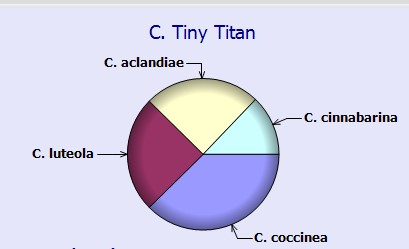 C. Tiny Titan
C. aclandiae
C. cinnabarina
C. luteola
C. coccinea